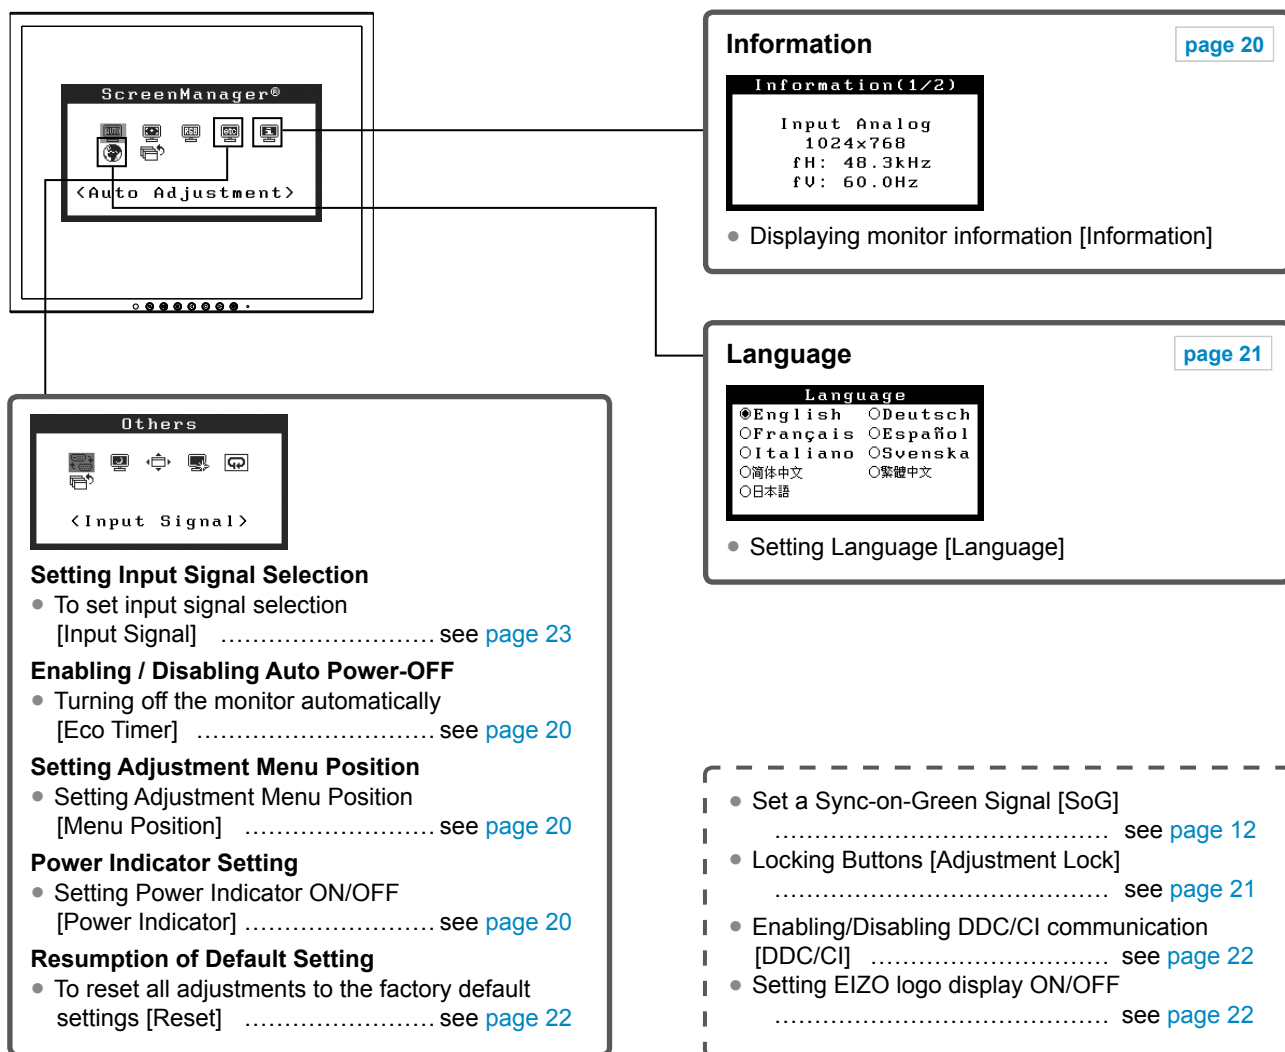 ScreenManager®
AUTO
RGB
etc
<Auto Adjustment>
Information
page 20
Information(1/2)
Input Analog
1024x768
fH: 48.3kHz
fV: 60.0Hz
• Displaying monitor information [Information]
Language
page 21
Language
English Deutsch
Français Español
Italiano Svenska
简体中文 繁體中文
日本語
• Setting Language [Language]
Others
<Input Signal>
Setting Input Signal Selection
• To set input signal selection
[Input Signal] ........................... see page 23
Enabling / Disabling Auto Power-OFF
• Turning off the monitor automatically
[Eco Timer] .............................. see page 20
Setting Adjustment Menu Position
• Setting Adjustment Menu Position
[Menu Position] ........................ see page 20
Power Indicator Setting
• Setting Power Indicator ON/OFF
[Power Indicator] ........................ see page 20
Resumption of Default Setting
• To reset all adjustments to the factory default
settings [Reset] ........................ see page 22
• Set a Sync-on-Green Signal [SoG]
.......................................... see page 12
• Locking Buttons [Adjustment Lock]
.......................................... see page 21
• Enabling/Disabling DDC/CI communication
[DDC/CI] .............................. see page 22
• Setting EIZO logo display ON/OFF
.......................................... see page 22